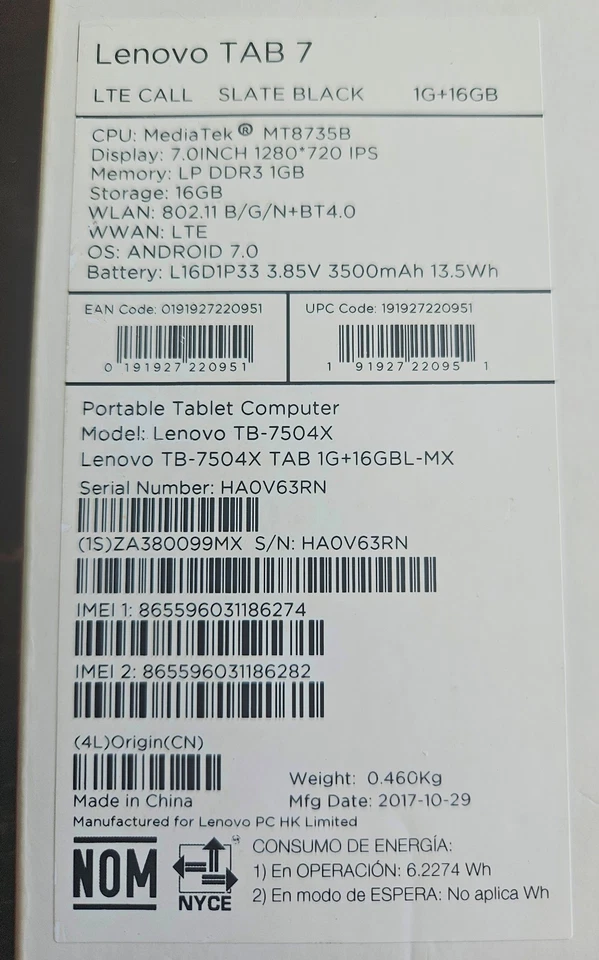 Lenovo TAB 7
LTE CALL SLATE BLACK 1G+16GB
CPU: MediaTek® MT8735B
Display: 7.0INCH 1280*720 IPS
Memory: LP DDR3 1GB
Storage: 16GB
WLAN: 802.11 B/G/N+BT4.0
WWAN: LTE
OS: ANDROID 7.0
Battery: L16D1P33 3.85V 3500mAh 13.5Wh
EAN Code: 0191927220951
0 191927 220951
UPC Code: 191927220951
1 91927 22095 1
Portable Tablet Computer
Model: Lenovo TB-7504X
Lenovo TB-7504X TAB 1G+16GBL-MX
Serial Number: HA0V63RN
(1S)ZA380099MX S/N: HA0V63RN
IMEI 1: 865596031186274
IMEI 2: 865596031186282
(4L)Origin(CN)
Weight: 0.460Kg
Made in China Mfg Date: 2017-10-29
Manufactured for Lenovo PC HK Limited
NOM
NYCE
CONSUMO DE ENERGÍA:
1) En OPERACIÓN: 6.2274 Wh
2) En modo de ESPERA: No aplica Wh